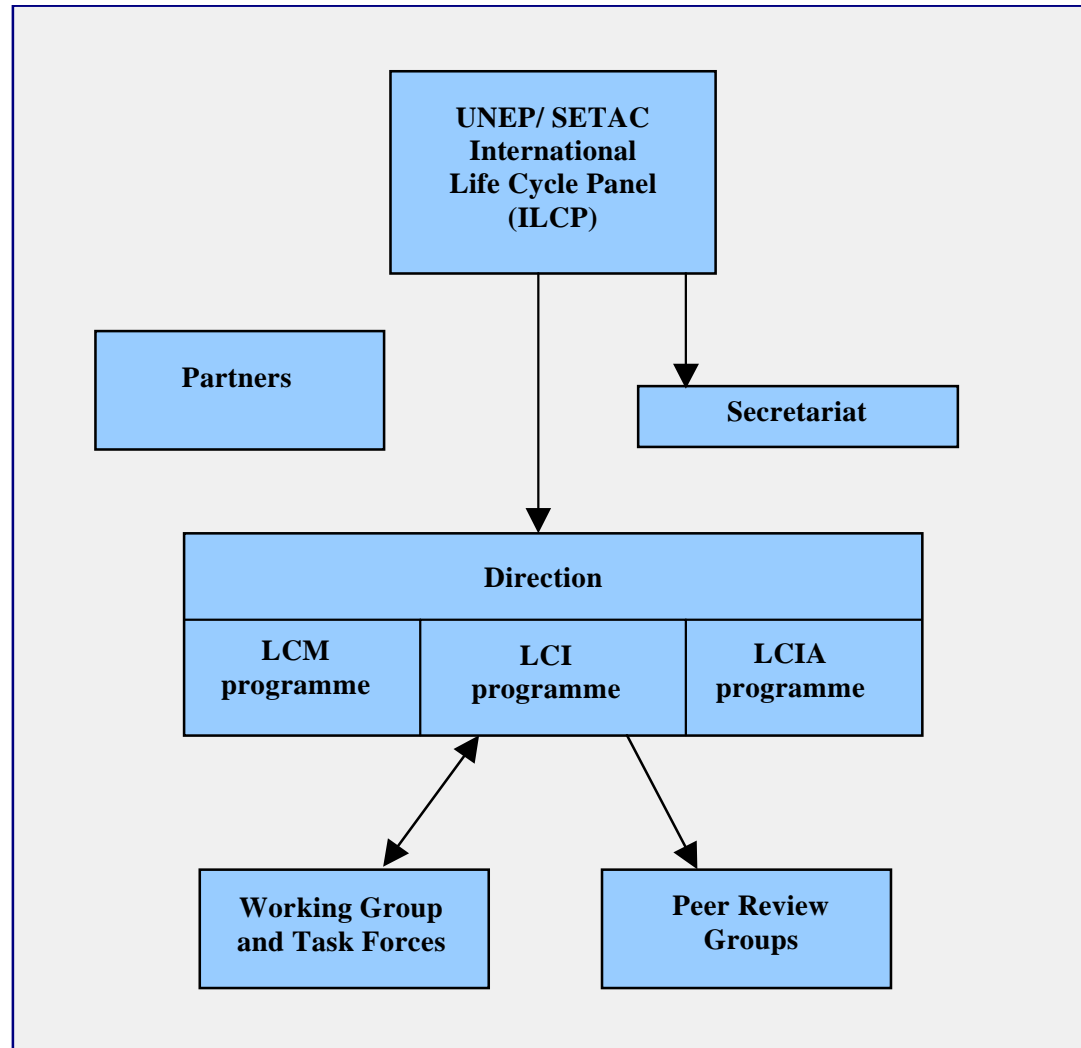 UNEP/ SETAC
International
Life Cycle Panel
(ILCP)
Partners
Secretariat
Direction
LCM
programme
LCI
programme
LCIA
programme
Working Group
and Task Forces
Peer Review
Groups